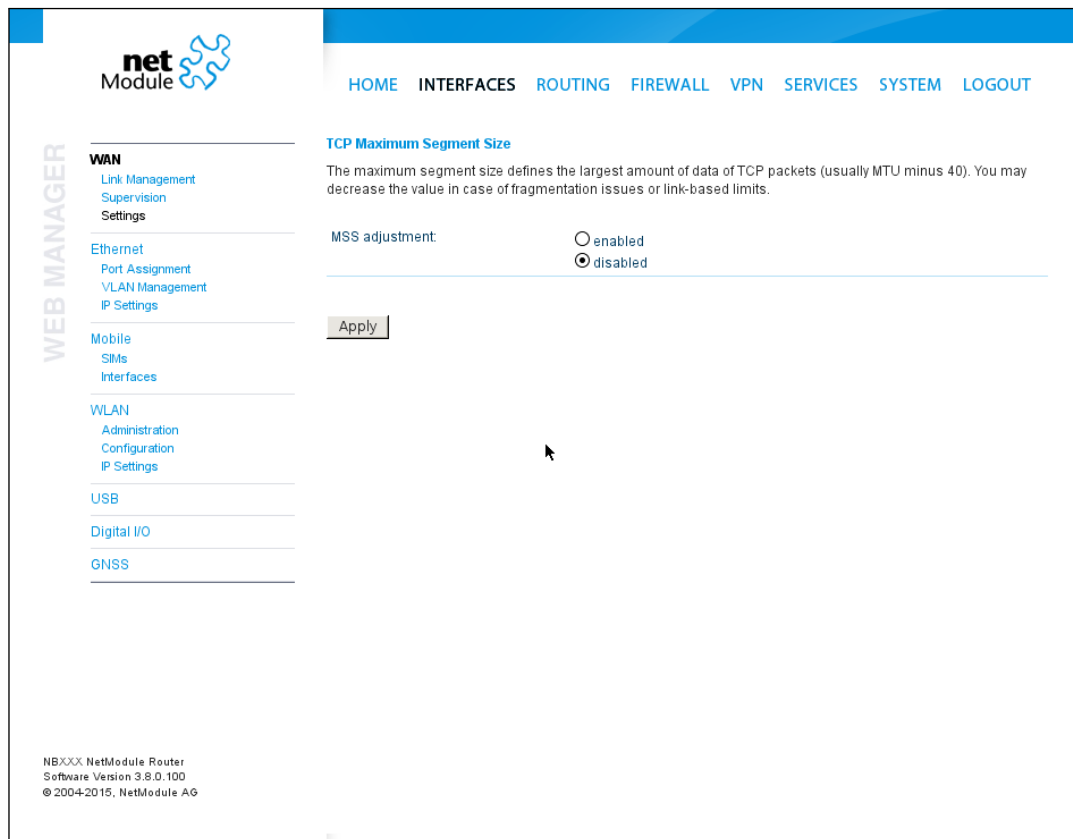 net
Module
HOME INTERFACES ROUTING FIREWALL VPN SERVICES SYSTEM LOGOUT
WEB MANAGER
WAN
Link Management
Supervision
Settings
Ethernet
Port Assignment
VLAN Management
IP Settings
Mobile
SIMs
Interfaces
WLAN
Administration
Configuration
IP Settings
USB
Digital I/O
GNSS
TCP Maximum Segment Size
The maximum segment size defines the largest amount of data of TCP packets (usually MTU minus 40). You may
decrease the value in case of fragmentation issues or link-based limits.
MSS adjustment:
enabled
disabled
Apply
NBXXX NetModule Router
Software Version 3.8.0.100
© 2004-2015, NetModule AG